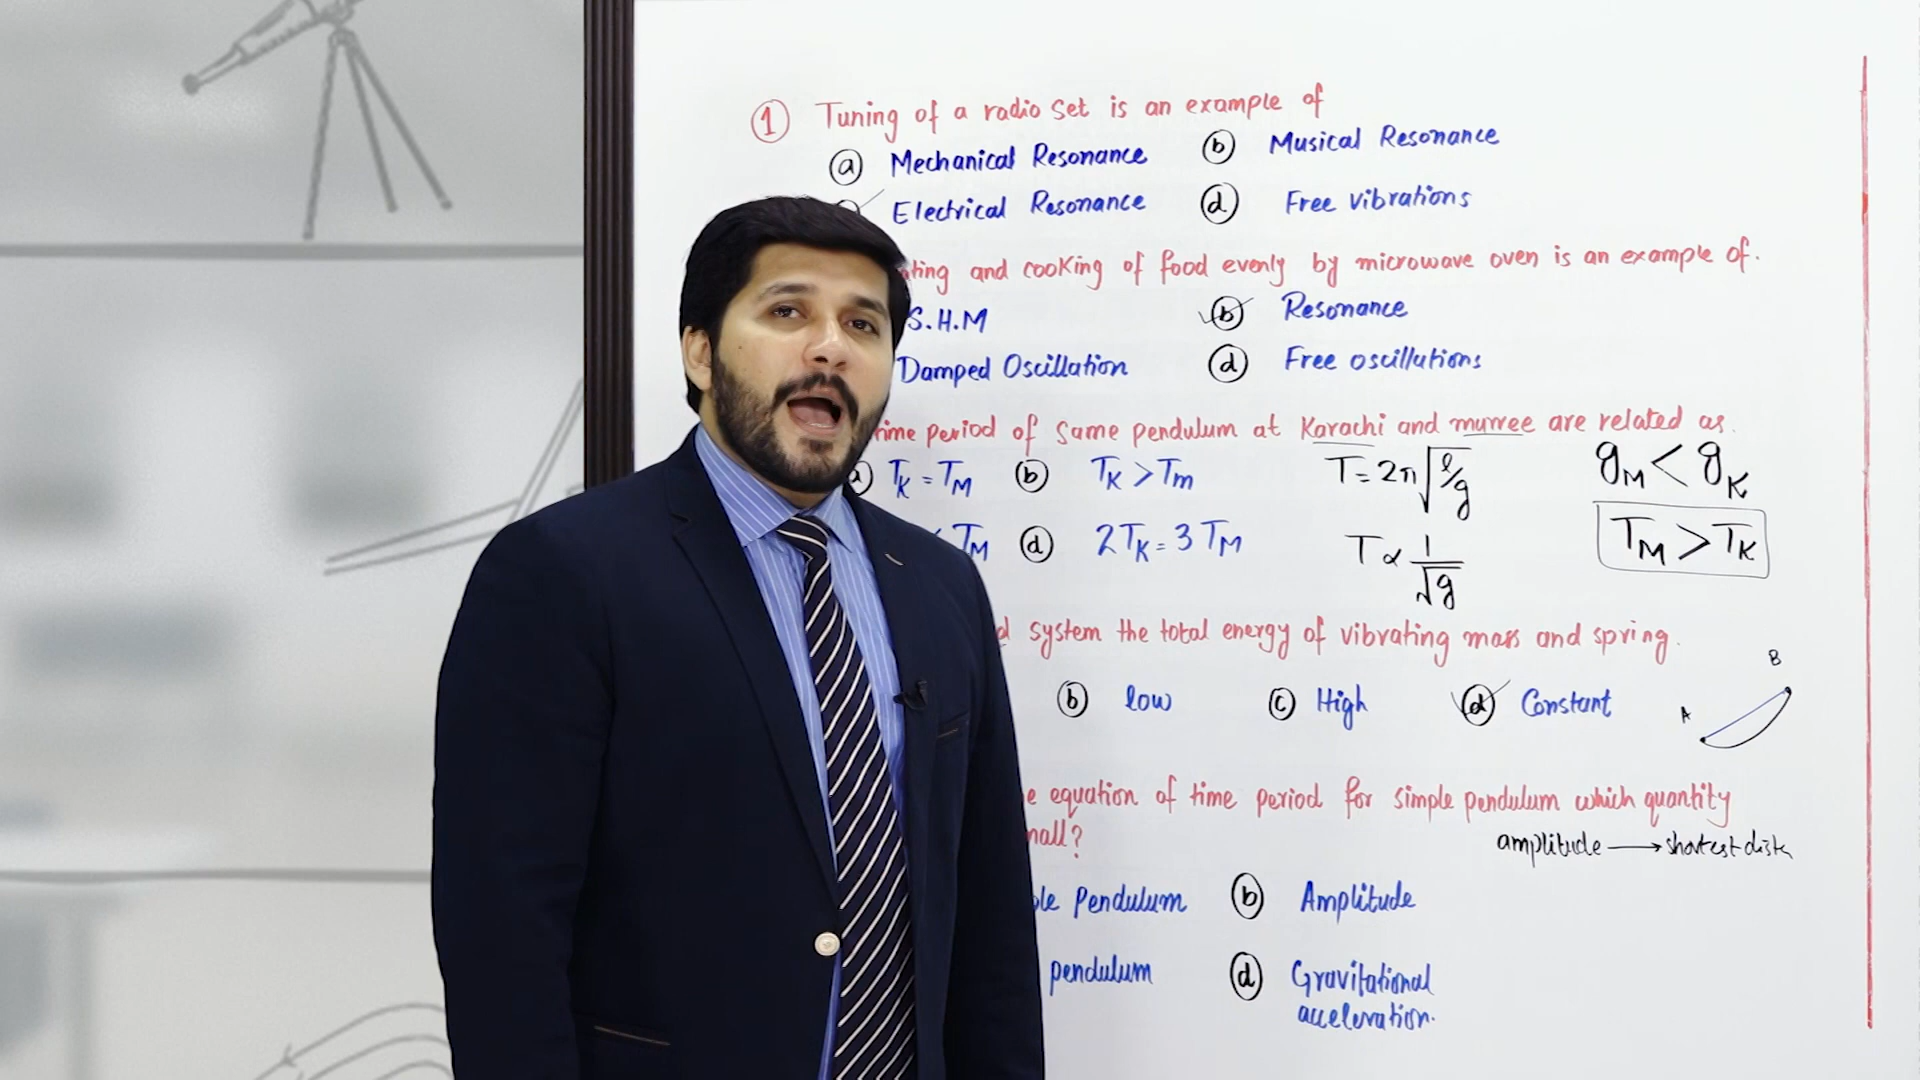 ① Tuning of a radio set is an example of
ⓐ Mechanical Resonance ⓑ Musical Resonance
Electrical Resonance ⓓ Free vibrations
ating and cooking of food evenly by microwave oven is an example of.
S.H.M ⓑ Resonance
Damped Oscillation ⓓ Free oscillations
ime period of same pendulum at Karachi and murree are related as.
ⓐ T_K = T_M ⓑ T_K > T_m
T_M ⓓ 2T_K = 3T_M
T = 2π√l/g
T ∝ 1/√g
g_M < g_K
T_M > T_K
d system the total energy of vibrating mass and spring.
ⓑ low ⓒ High ⓓ Constant
A B
e equation of time period for simple pendulum which quantity
mall?
amplitude → shortest
ple Pendulum ⓑ Amplitude
pendulum ⓓ Gravitational
acceleration.